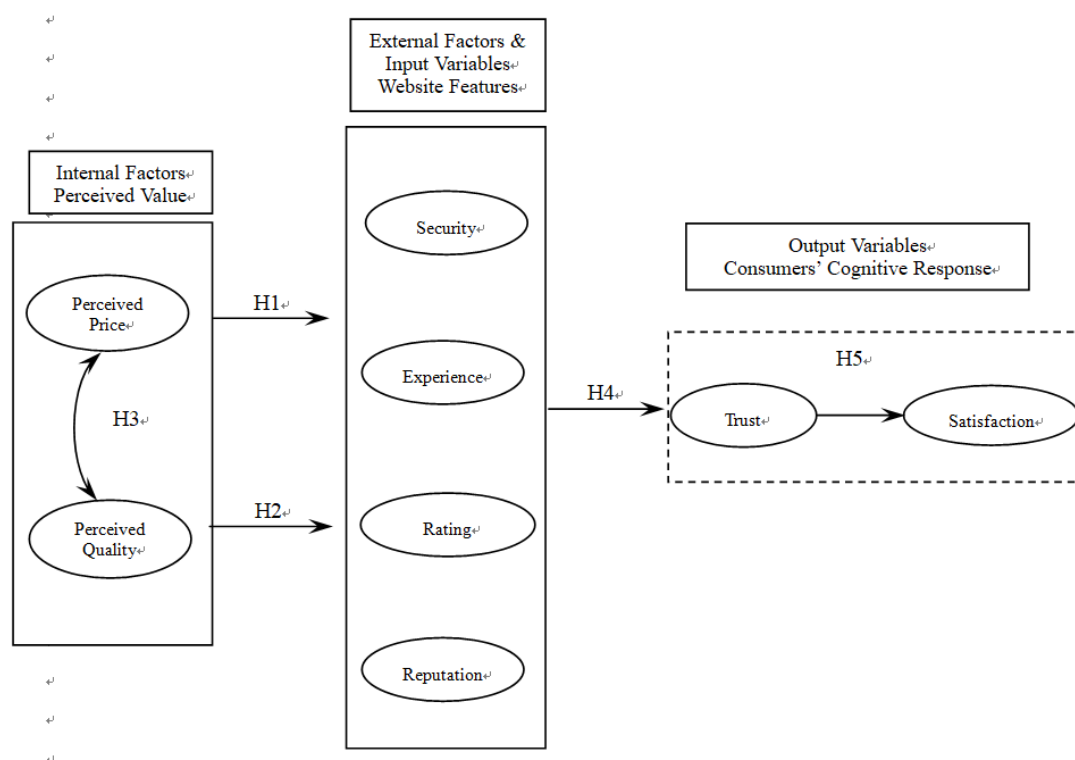 External Factors &
Input Variables
Website Features
Internal Factors
Perceived Value
Security
Output Variables
Consumers’ Cognitive Response
Perceived
Price
H1
Experience
H5
H4
H3
Trust
Satisfaction
H2
Perceived
Quality
Rating
Reputation